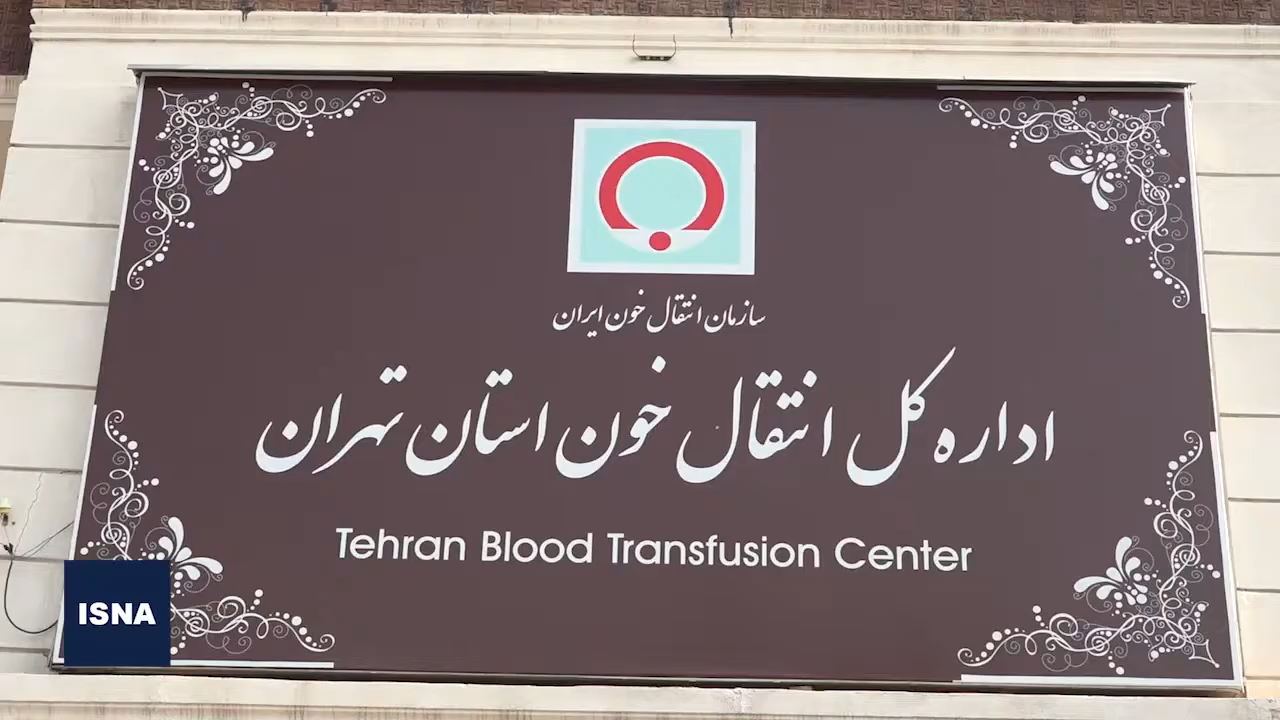 سازمان انتقال خون ایران
اداره کل انتقال خون استان تهران
Tehran Blood Transfusion Center
ISNA